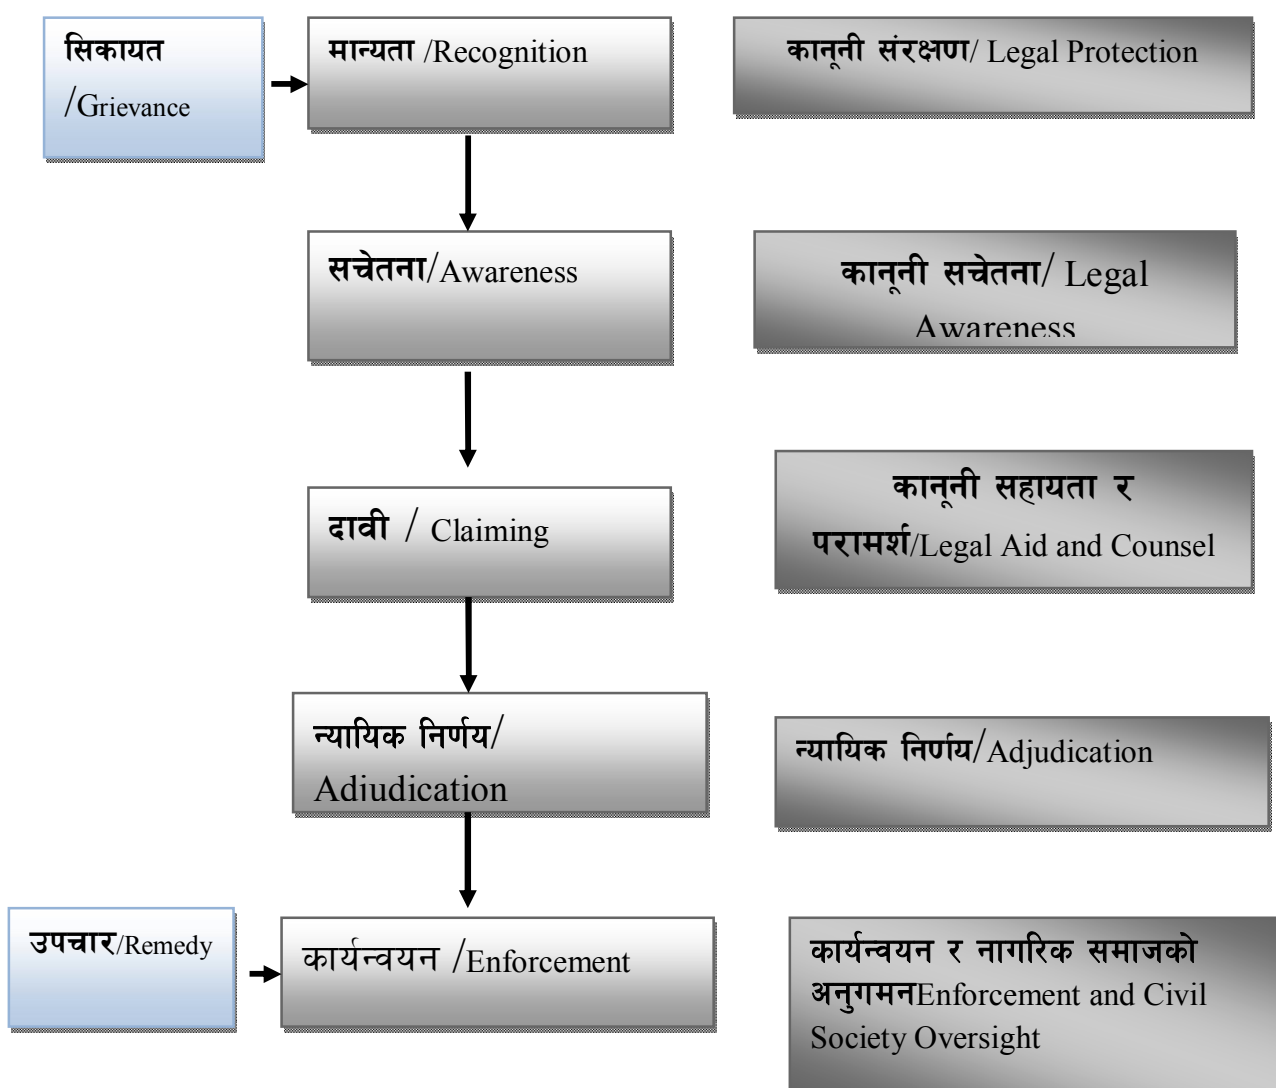 सिकायत
/Grievance
मान्यता /Recognition
कानूनी संरक्षण/ Legal Protection
सचेतना/Awareness
कानूनी सचेतना/ Legal
Awareness
दावी / Claiming
कानूनी सहायता र
परामर्श/Legal Aid and Counsel
न्यायिक निर्णय/
Adjudication
न्यायिक निर्णय/Adjudication
उपचार/Remedy
कार्यन्वयन /Enforcement
कार्यन्वयन र नागरिक समाजको
अनुगमनEnforcement and Civil
Society Oversight